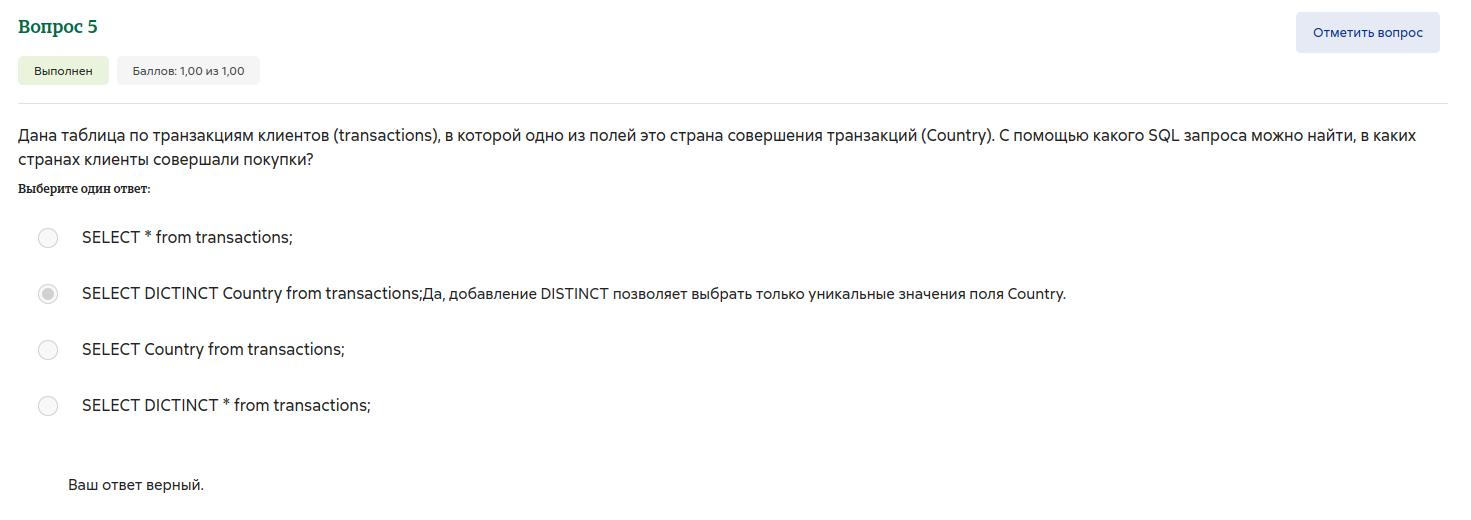 Вопрос 5
Отметить вопрос
Выполнен
Баллов: 1,00 из 1,00
Дана таблица по транзакциям клиентов (transactions), в которой одно из полей это страна совершения транзакций (Country). С помощью какого SQL запроса можно найти, в каких
странах клиенты совершали покупки?
Выберите один ответ:
SELECT * from transactions;
SELECT DICTINCT Country from transactions;Да, добавление DISTINCT позволяет выбрать только уникальные значения поля Country.
SELECT Country from transactions;
SELECT DICTINCT * from transactions;
Ваш ответ верный.